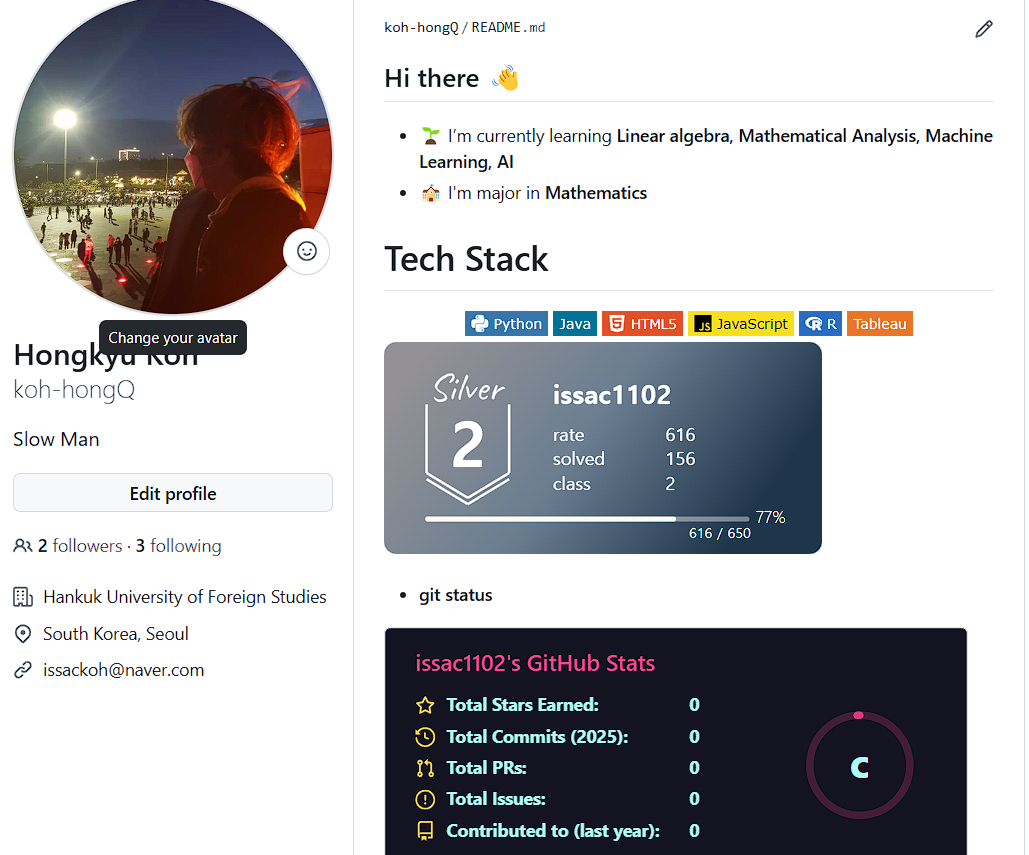 Change your avatar
Hongkyu Koh
koh-hongQ
Slow Man
Edit profile
2 followers · 3 following
Hankuk University of Foreign Studies
South Korea, Seoul
issackoh@naver.com
koh-hongQ / README.md
Hi there 👋
🌱 I'm currently learning Linear algebra, Mathematical Analysis, Machine
Learning, AI
🏫 I'm major in Mathematics
Tech Stack
Python Java HTML5 JS JavaScript R R Tableau
Silver
2
issac1102
rate 616
solved 156
class 2
77%
616 / 650
git status
issac1102's GitHub Stats
Total Stars Earned: 0
Total Commits (2025): 0
Total PRs: 0
Total Issues: 0
Contributed to (last year): 0
C